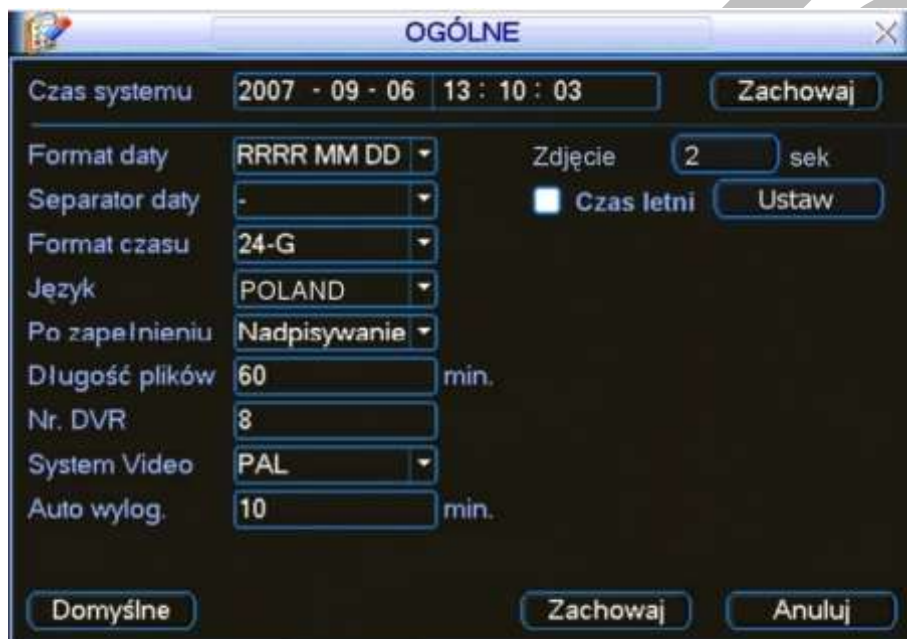 OGÓLNE
Czas systemu 2007 - 09 - 06 13 : 10 : 03 Zachowaj
Format daty RRRR MM DD Zdjęcie 2 sek
Separator daty - Czas letni Ustaw
Format czasu 24-G
Język POLAND
Po zapełnieniu Nadpisywanie
Długość plików 60 min.
Nr. DVR 8
System Video PAL
Auto wylog. 10 min.
Domyślne Zachowaj Anuluj